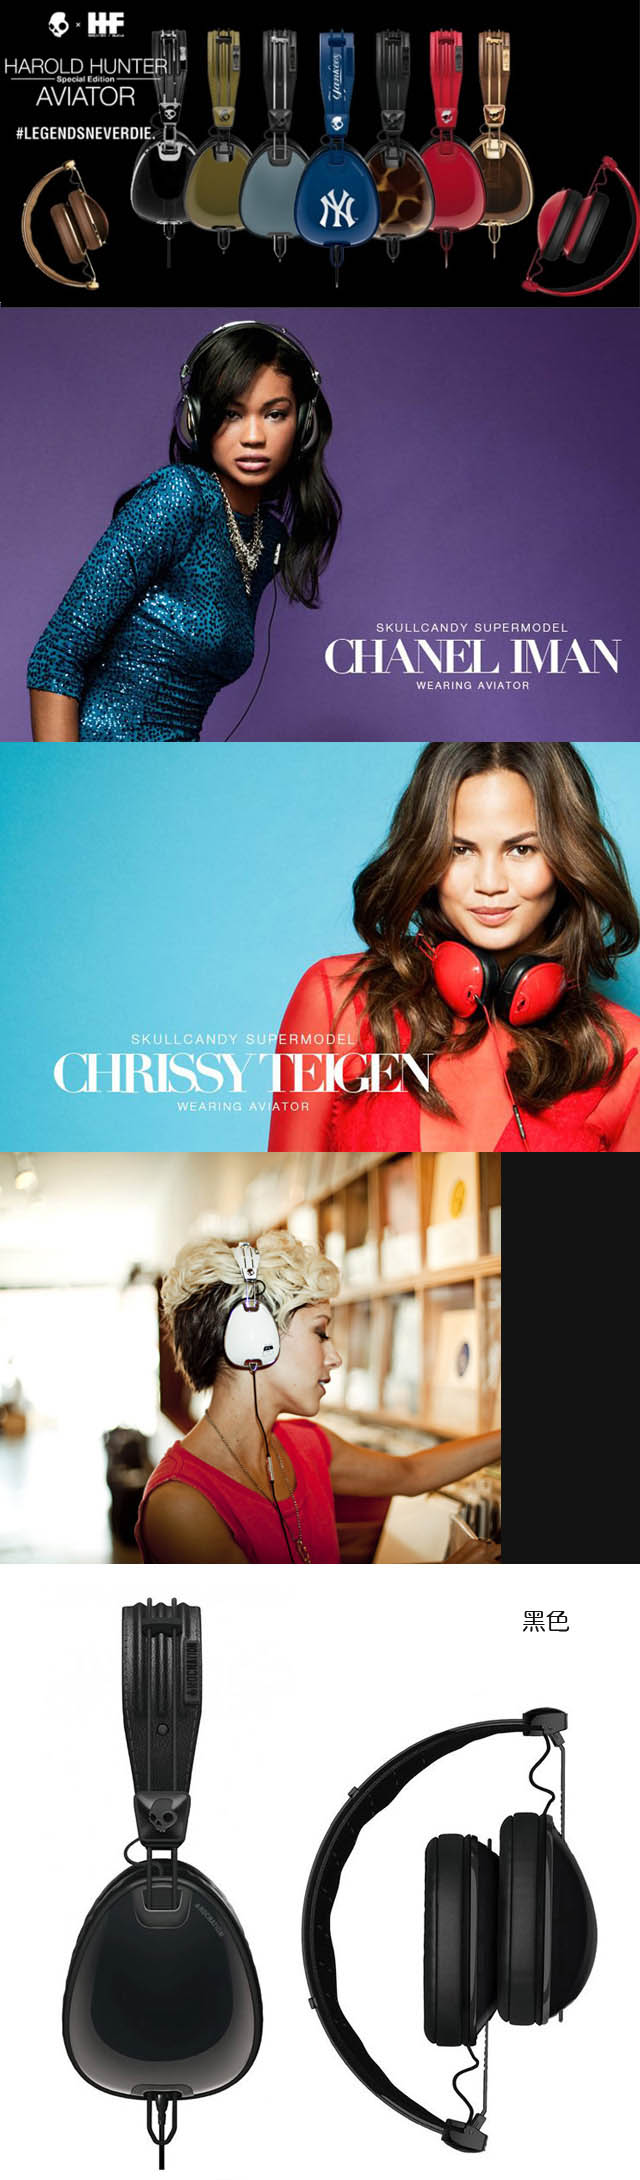 × HHF
HAROLD HUNTER
Special Edition
AVIATOR
#LEGENDSNEVERDIE.
Yankees
NY
SKULLCANDY SUPERMODEL
CHANEL IMAN
WEARING AVIATOR
SKULLCANDY SUPERMODEL
CHRISSY TEIGEN
WEARING AVIATOR
黑色